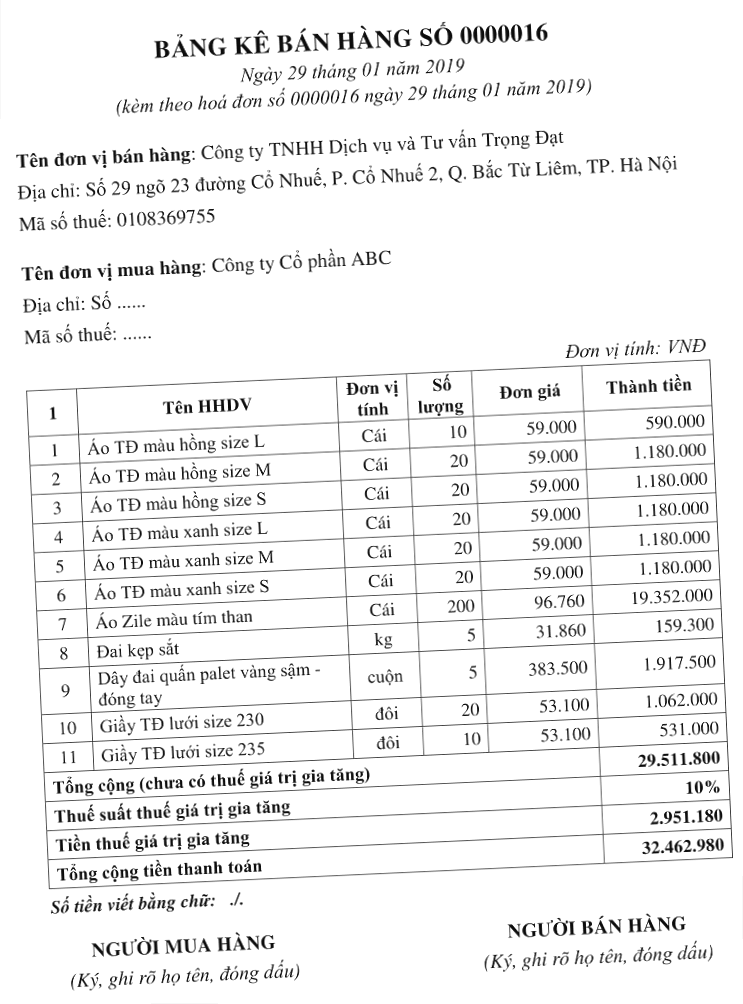 BẢNG KÊ BÁN HÀNG SỐ 0000016
Ngày 29 tháng 01 năm 2019
(kèm theo hoá đơn số 0000016 ngày 29 tháng 01 năm 2019)
Tên đơn vị bán hàng: Công ty TNHH Dịch vụ và Tư vấn Trọng Đạt
Địa chỉ: Số 29 ngõ 23 đường Cổ Nhuế, P. Cổ Nhuế 2, Q. Bắc Từ Liêm, TP. Hà Nội
Mã số thuế: 0108369755
Tên đơn vị mua hàng: Công ty Cổ phần ABC
Địa chỉ: Số ......
Mã số thuế: ......
Đơn vị tính: VNĐ
1 Tên HHDV Đơn vị tính Số lượng Đơn giá Thành tiền
1 Áo TĐ màu hồng size L Cái 10 59.000 590.000
2 Áo TĐ màu hồng size M Cái 20 59.000 1.180.000
3 Áo TĐ màu hồng size S Cái 20 59.000 1.180.000
4 Áo TĐ màu xanh size L Cái 20 59.000 1.180.000
5 Áo TĐ màu xanh size M Cái 20 59.000 1.180.000
6 Áo TĐ màu xanh size S Cái 20 59.000 1.180.000
7 Áo Zile màu tím than Cái 200 96.760 19.352.000
8 Đai kẹp sắt kg 5 31.860 159.300
9 Dây đai quấn palet vàng sậm - đóng tay cuộn 5 383.500 1.917.500
10 Giầy TĐ lưới size 230 đôi 20 53.100 1.062.000
11 Giầy TĐ lưới size 235 đôi 10 53.100 531.000
Tổng cộng (chưa có thuế giá trị gia tăng) 29.511.800
Thuế suất thuế giá trị gia tăng 10%
Tiền thuế giá trị gia tăng 2.951.180
Tổng cộng tiền thanh toán 32.462.980
Số tiền viết bằng chữ: ./.
NGƯỜI MUA HÀNG NGƯỜI BÁN HÀNG
(Ký, ghi rõ họ tên, đóng dấu) (Ký, ghi rõ họ tên, đóng dấu)